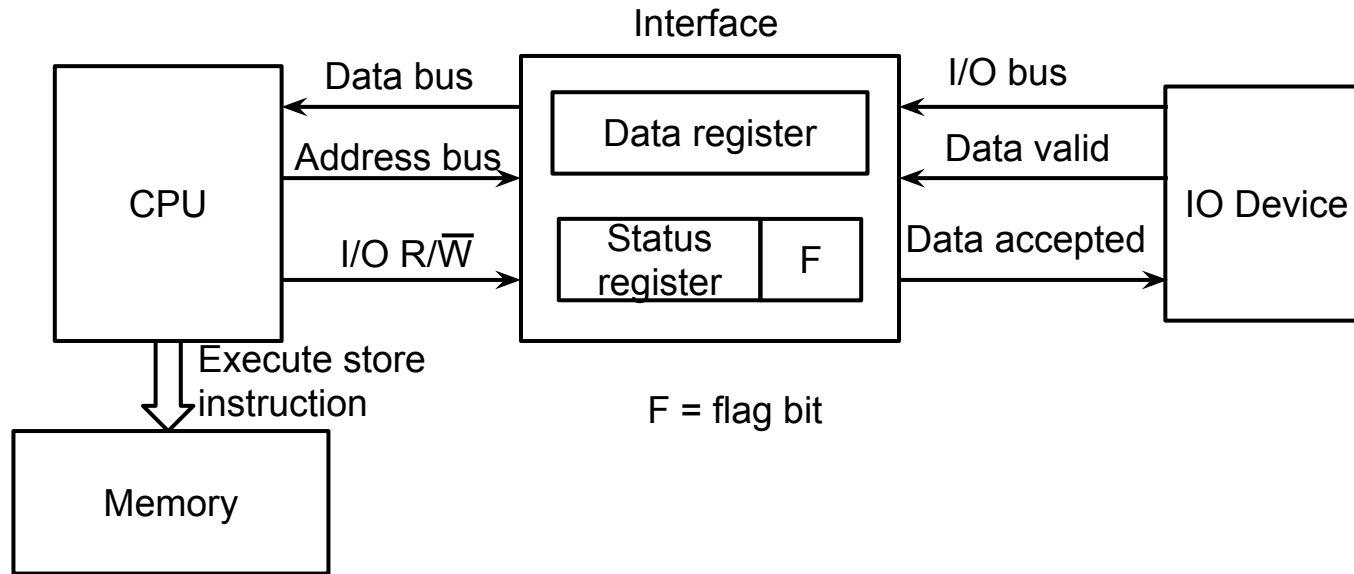 Interface
Data bus
I/O bus
Data register
Data valid
Address bus
CPU
IO Device
I/O R/W̅
Status
register
F
Data accepted
Execute store
instruction
F = flag bit
Memory